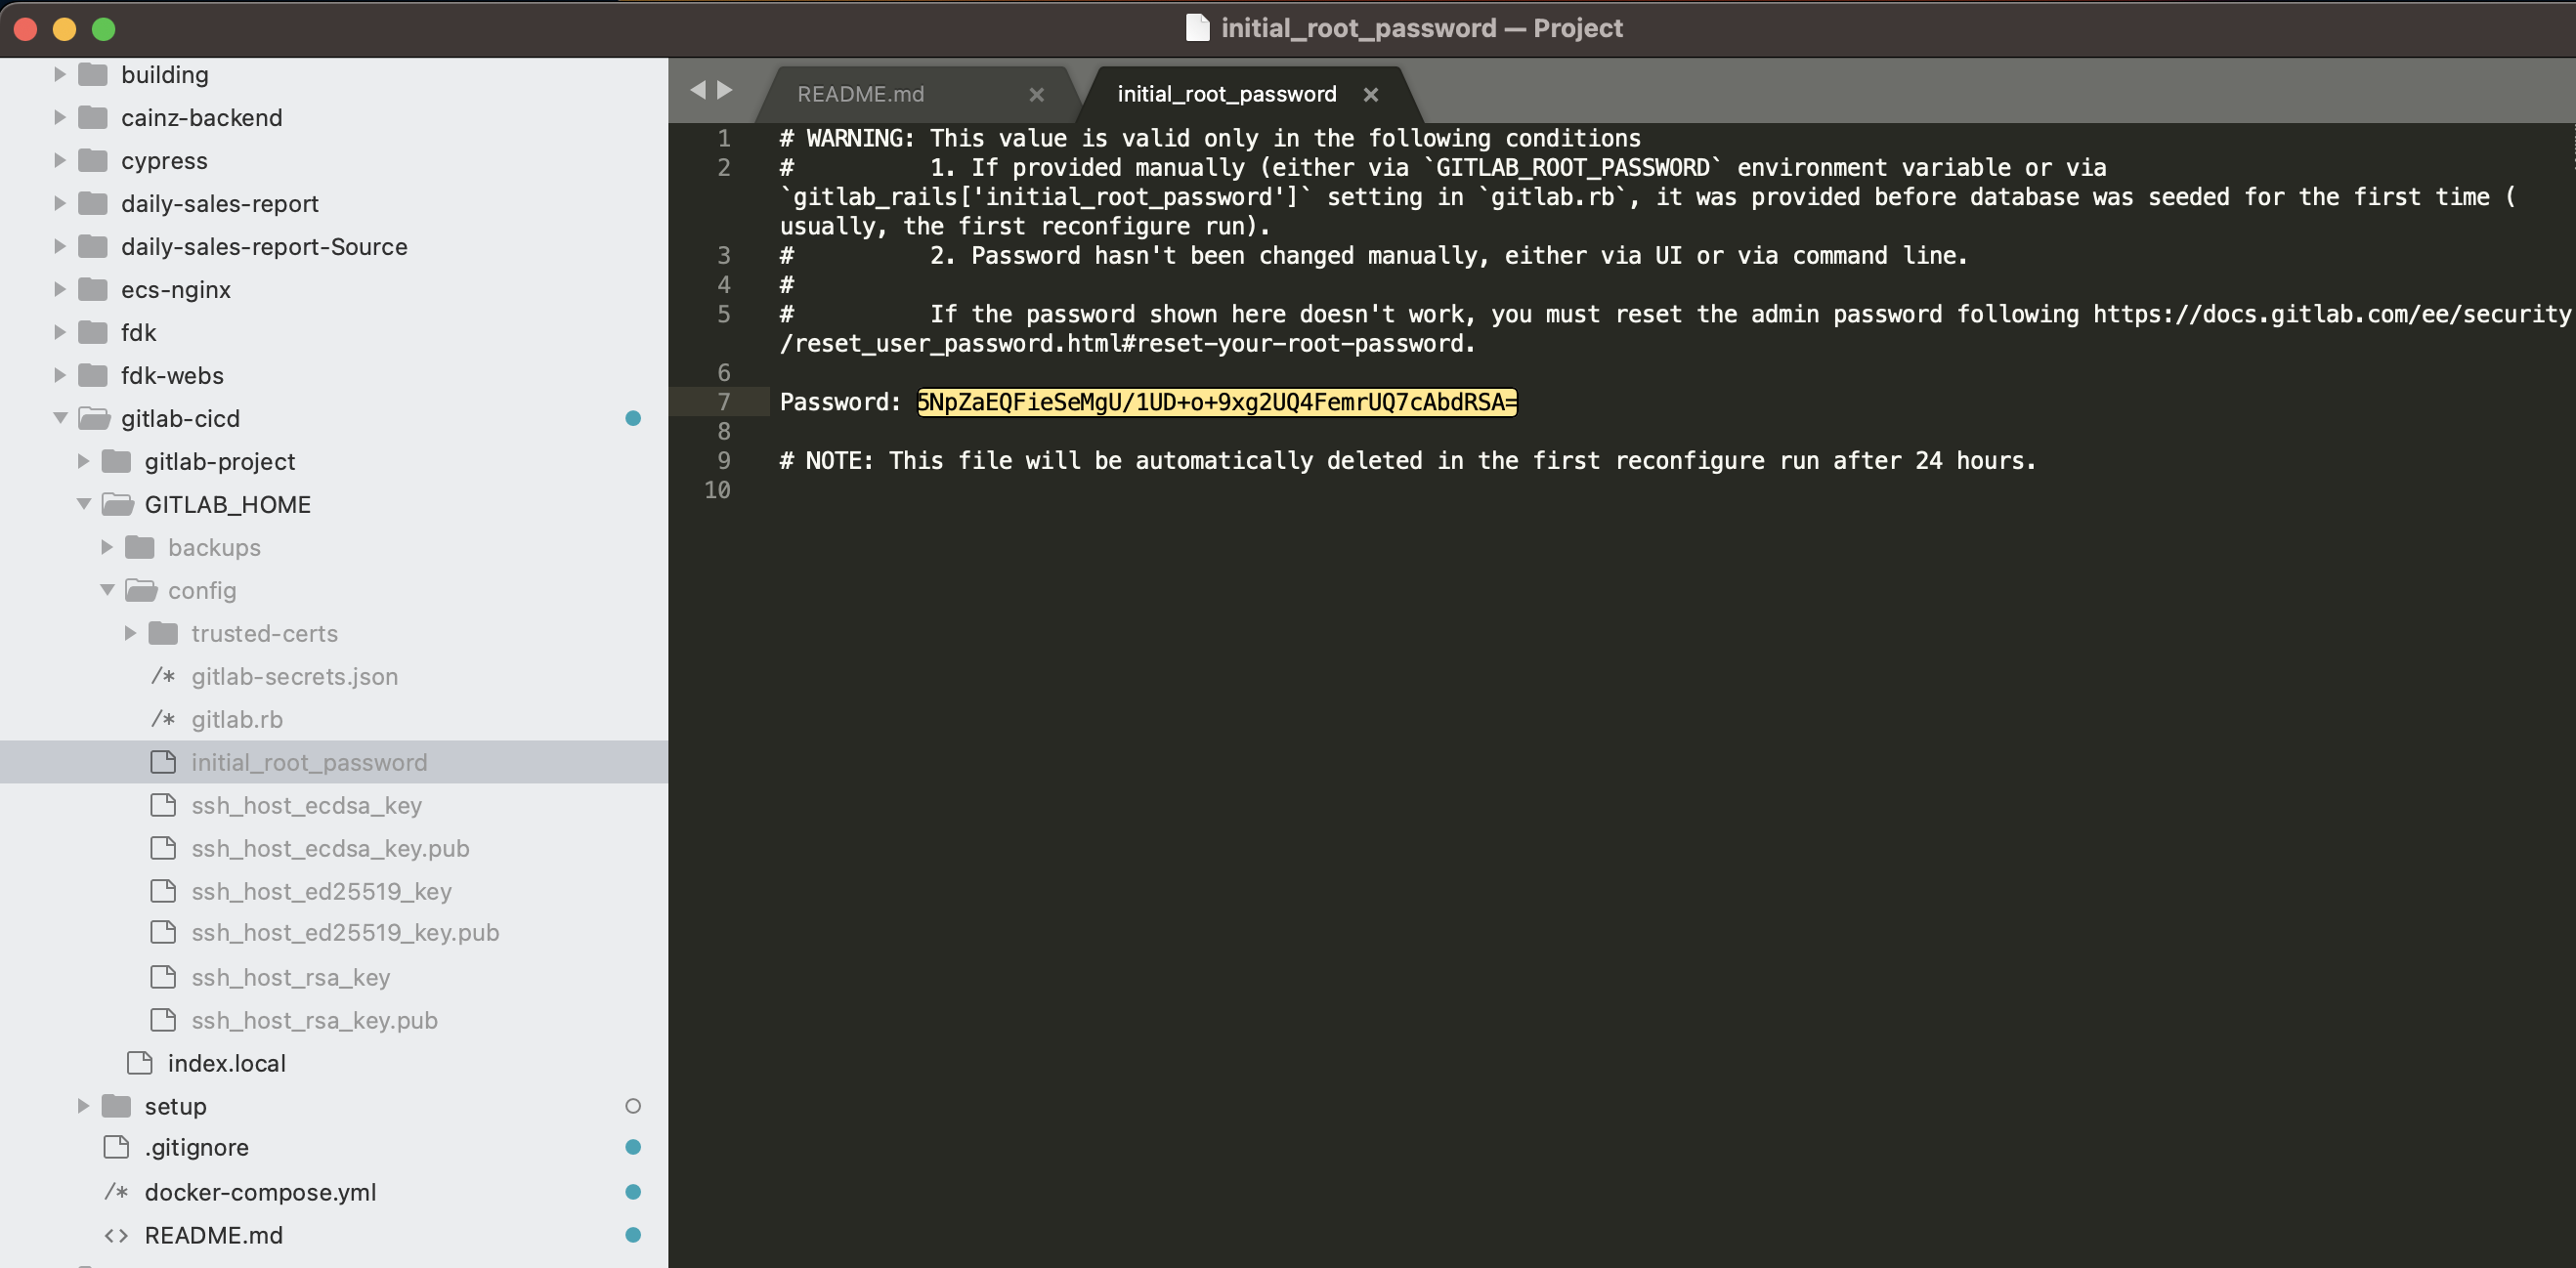 initial_root_password — Project
building
cainz-backend
cypress
daily-sales-report
daily-sales-report-Source
ecs-nginx
fdk
fdk-webs
gitlab-cicd
gitlab-project
GITLAB_HOME
backups
config
trusted-certs
/* gitlab-secrets.json
/* gitlab.rb
initial_root_password
ssh_host_ecdsa_key
ssh_host_ecdsa_key.pub
ssh_host_ed25519_key
ssh_host_ed25519_key.pub
ssh_host_rsa_key
ssh_host_rsa_key.pub
index.local
setup
.gitignore
/* docker-compose.yml
<> README.md
README.md ×
initial_root_password ×
1 # WARNING: This value is valid only in the following conditions
2 #          1. If provided manually (either via `GITLAB_ROOT_PASSWORD` environment variable or via
`gitlab_rails['initial_root_password']` setting in `gitlab.rb`, it was provided before database was seeded for the first time (
usually, the first reconfigure run).
3 #          2. Password hasn't been changed manually, either via UI or via command line.
4 #
5 #          If the password shown here doesn't work, you must reset the admin password following https://docs.gitlab.com/ee/security
/reset_user_password.html#reset-your-root-password.
6
7 Password: 5NpZaEQFieSeMgU/1UD+o+9xg2UQ4FemrUQ7cAbdRSA=
8
9 # NOTE: This file will be automatically deleted in the first reconfigure run after 24 hours.
10